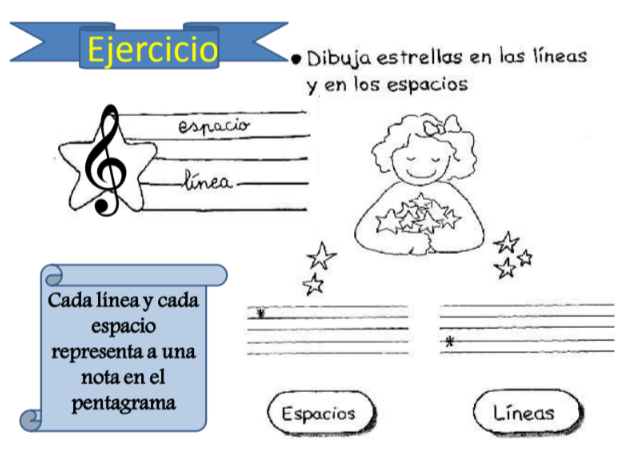 Ejercicio
• Dibuja estrellas en las líneas
y en los espacios
espacio
línea
Cada línea y cada
espacio
representa a una
nota en el
pentagrama
Espacios
Líneas